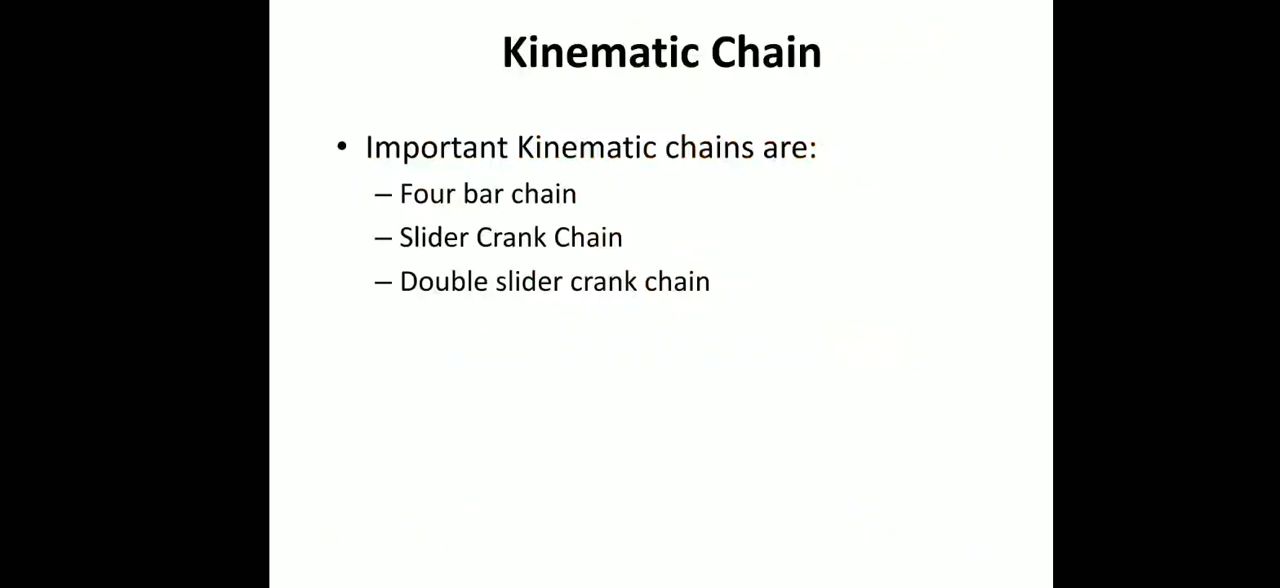 Kinematic Chain
• Important Kinematic chains are:
– Four bar chain
– Slider Crank Chain
– Double slider crank chain